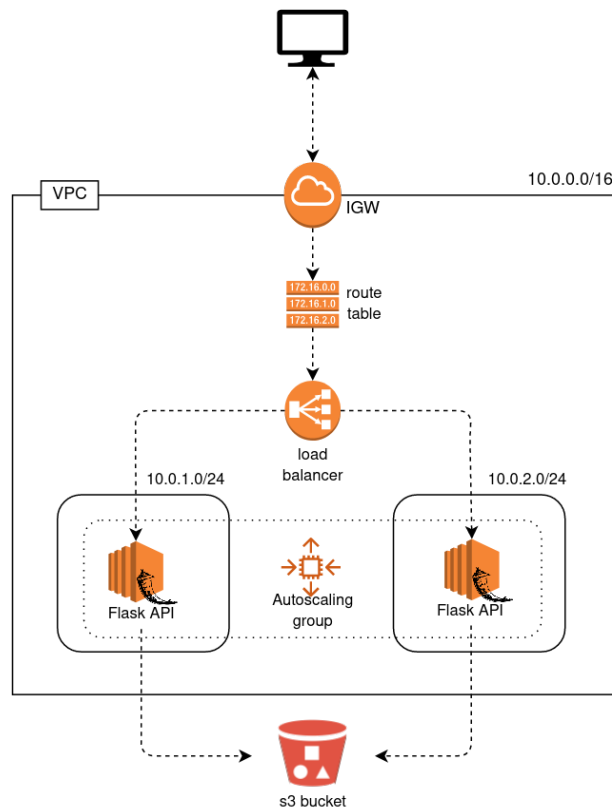 VPC
10.0.0.0/16
IGW
172.16.0.0
172.16.1.0
172.16.2.0
route
table
load
balancer
10.0.1.0/24
10.0.2.0/24
Flask API
Autoscaling
group
Flask API
s3 bucket